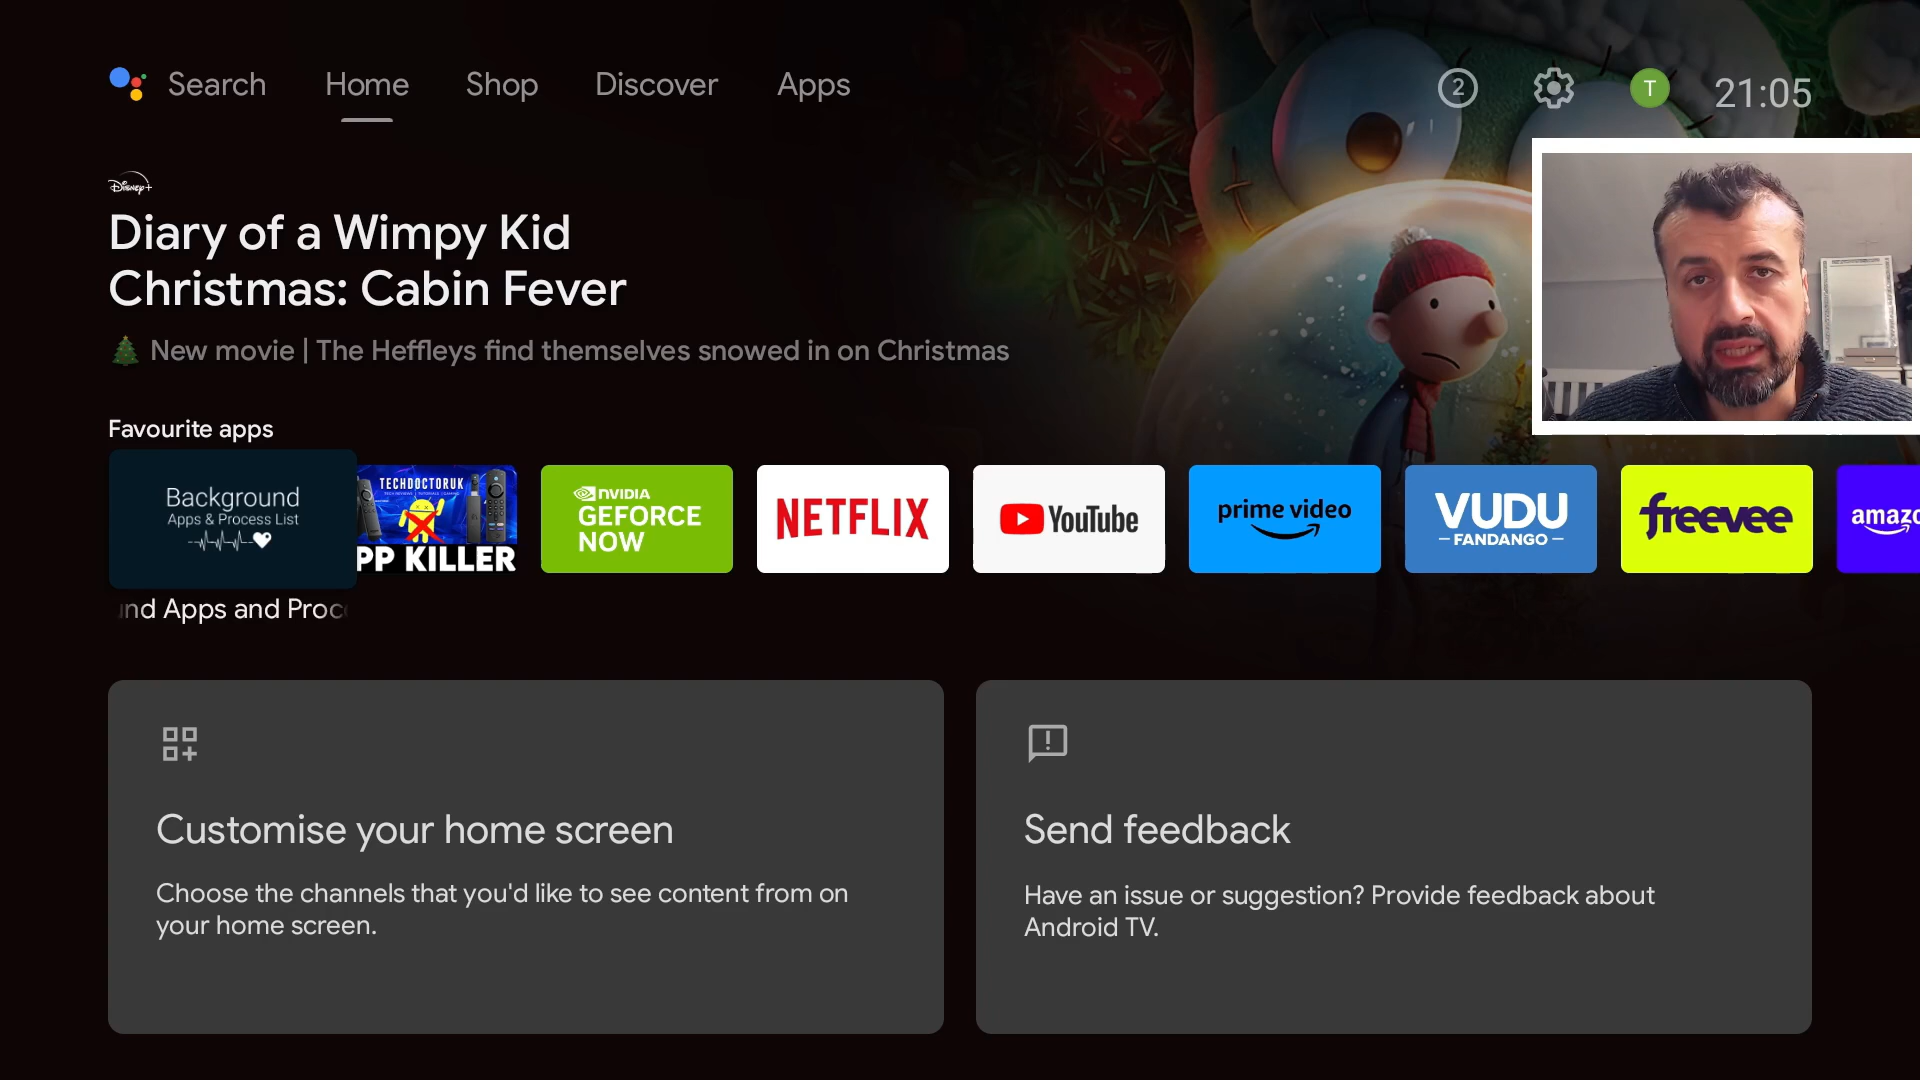 Search Home Shop Discover Apps 2 T 21:05
Disney+
Diary of a Wimpy Kid
Christmas: Cabin Fever
🎄 New movie | The Heffleys find themselves snowed in on Christmas
Favourite apps
Background
Apps & Process List
TECHDOCTORUK
TECH REVIEWS | TUTORIALS | GAMING
PP KILLER
NVIDIA
GEFORCE
NOW
NETFLIX
YouTube
prime video
VUDU
FANDANGO
freevee
amazo
nd Apps and Proc
Customise your home screen
Choose the channels that you'd like to see content from on
your home screen.
Send feedback
Have an issue or suggestion? Provide feedback about
Android TV.